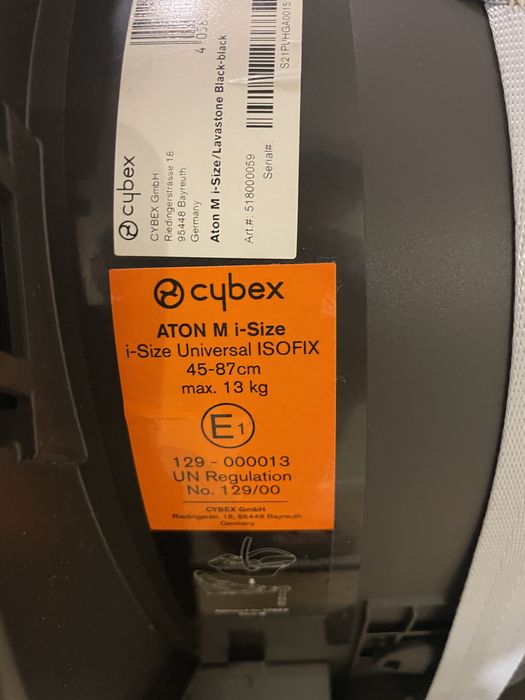 cybex
CYBEX GmbH
Riedingerstrasse 18
95448 Bayreuth
Germany
Aton M i-Size/Lavastone Black-black
Art.#: 518000059
Serial#:
S21PVHGA0015
cybex
ATON M i-Size
i-Size Universal ISOFIX
45-87cm
max. 13 kg
E1
129 - 000013
UN Regulation
No. 129/00
CYBEX GmbH
Riedingerstr. 18, 95448 Bayreuth
Germany